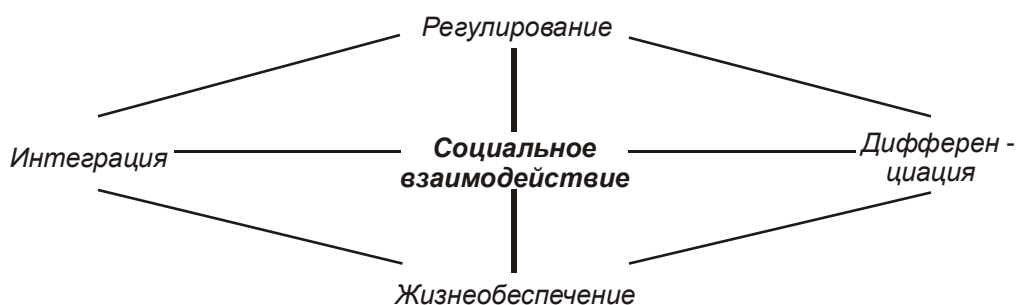 Регулирование
Интеграция
Социальное
взаимодействие
Дифферен -
циация
Жизнеобеспечение